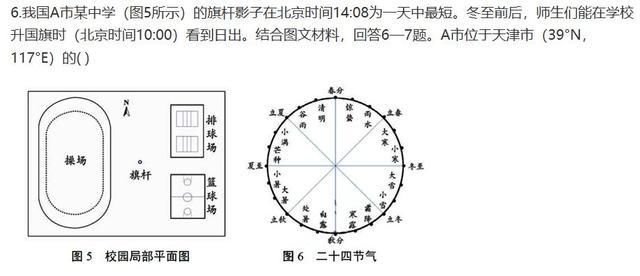 6.我国A市某中学（图5所示）的旗杆影子在北京时间14:08为一天中最短。冬至前后，师生们能在学校
升国旗时（北京时间10:00）看到日出。结合图文材料，回答6—7题。A市位于天津市（39°N，
117°E）的( )
N
操场
旗杆
排球场
篮球场
图 5 校园局部平面图
春分
清明
惊蛰
谷雨
雨水
立夏
立春
小满
大寒
芒种
小寒
夏至
冬至
小暑
大雪
大暑
小雪
立秋
立冬
处暑
霜降
白露
寒露
秋分
图 6 二十四节气